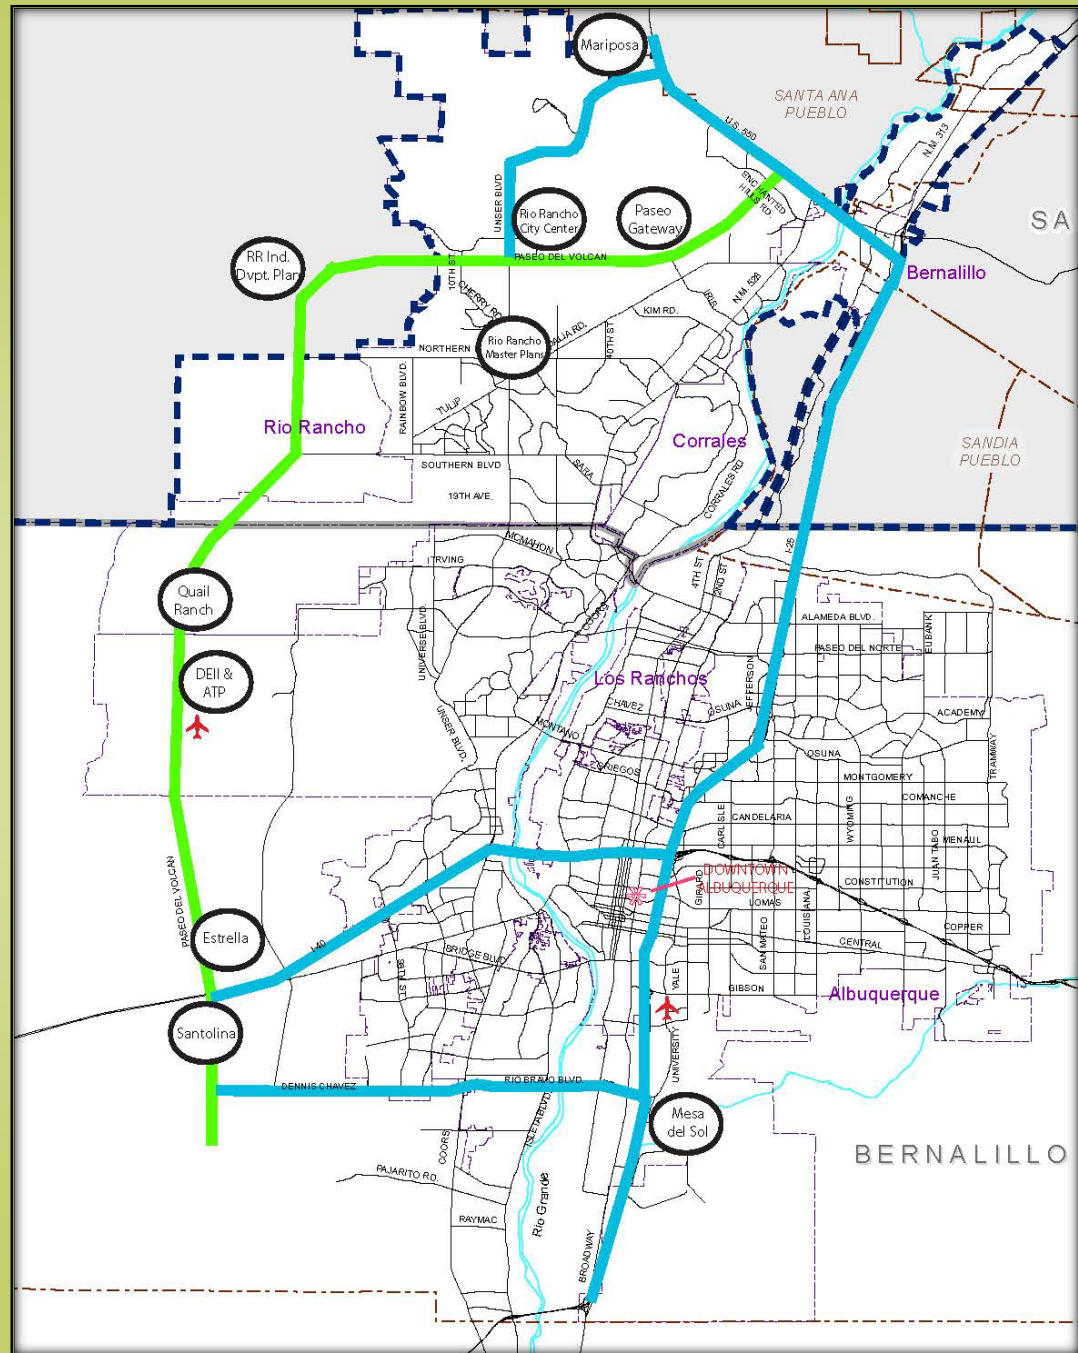 Mariposa
SANTA ANA
PUEBLO
U.S. 550
N.M. 313
ENCHANTED
HILLS RD.
UNSER BLVD
Rio Rancho
City Center
Paseo
Gateway
SA
RR Ind.
Dvpt. Plan
10TH ST.
PASEO DEL VOLCAN
Bernalillo
CHERRY RD
IRIS
N.M. 528
KIM RD.
40TH ST
NORTHERN
Rio Rancho
Master Plans
DALIA RD.
RAINBOW BLVD.
TULIP
Rio Rancho
Corrales
SANDIA
PUEBLO
SOUTHERN BLVD
SARA
CORRALES RD
19TH AVE.
I-25
MCMAHON
IRVING
4TH ST
2ND ST
Quail
Ranch
COORS
ALAMEDA BLVD.
EUBANK
UNIVERSE BLVD.
PASEO DEL NORTE
DEII &
ATP
Los Ranchos
JEFFERSON
CHAVEZ
OSUNA
ACADEMY
UNSER BLVD.
MONTANO
OSUNA
TRAMWAY
GRIEGOS
MONTGOMERY
COMANCHE
CARLISLE
CANDELARIA
WYOMING
JUAN TABO
MENAUL
PASEO DEL VOLCAN
DOWNTOWN
ALBUQUERQUE
GIRARD
CONSTITUTION
LOMAS
LOUISIANA
Estrella
I-40
BRIDGE BLVD
SAN MATEO
CENTRAL
COPPER
98TH ST
YALE
GIBSON
Albuquerque
Santolina
UNIVERSITY
DENNIS CHAVEZ
RIO BRAVO BLVD.
ISLETA BLVD.
Mesa
del Sol
COORS
BERNALILLO
PAJARITO RD.
Rio Grande
RAYMAC
BROADWAY